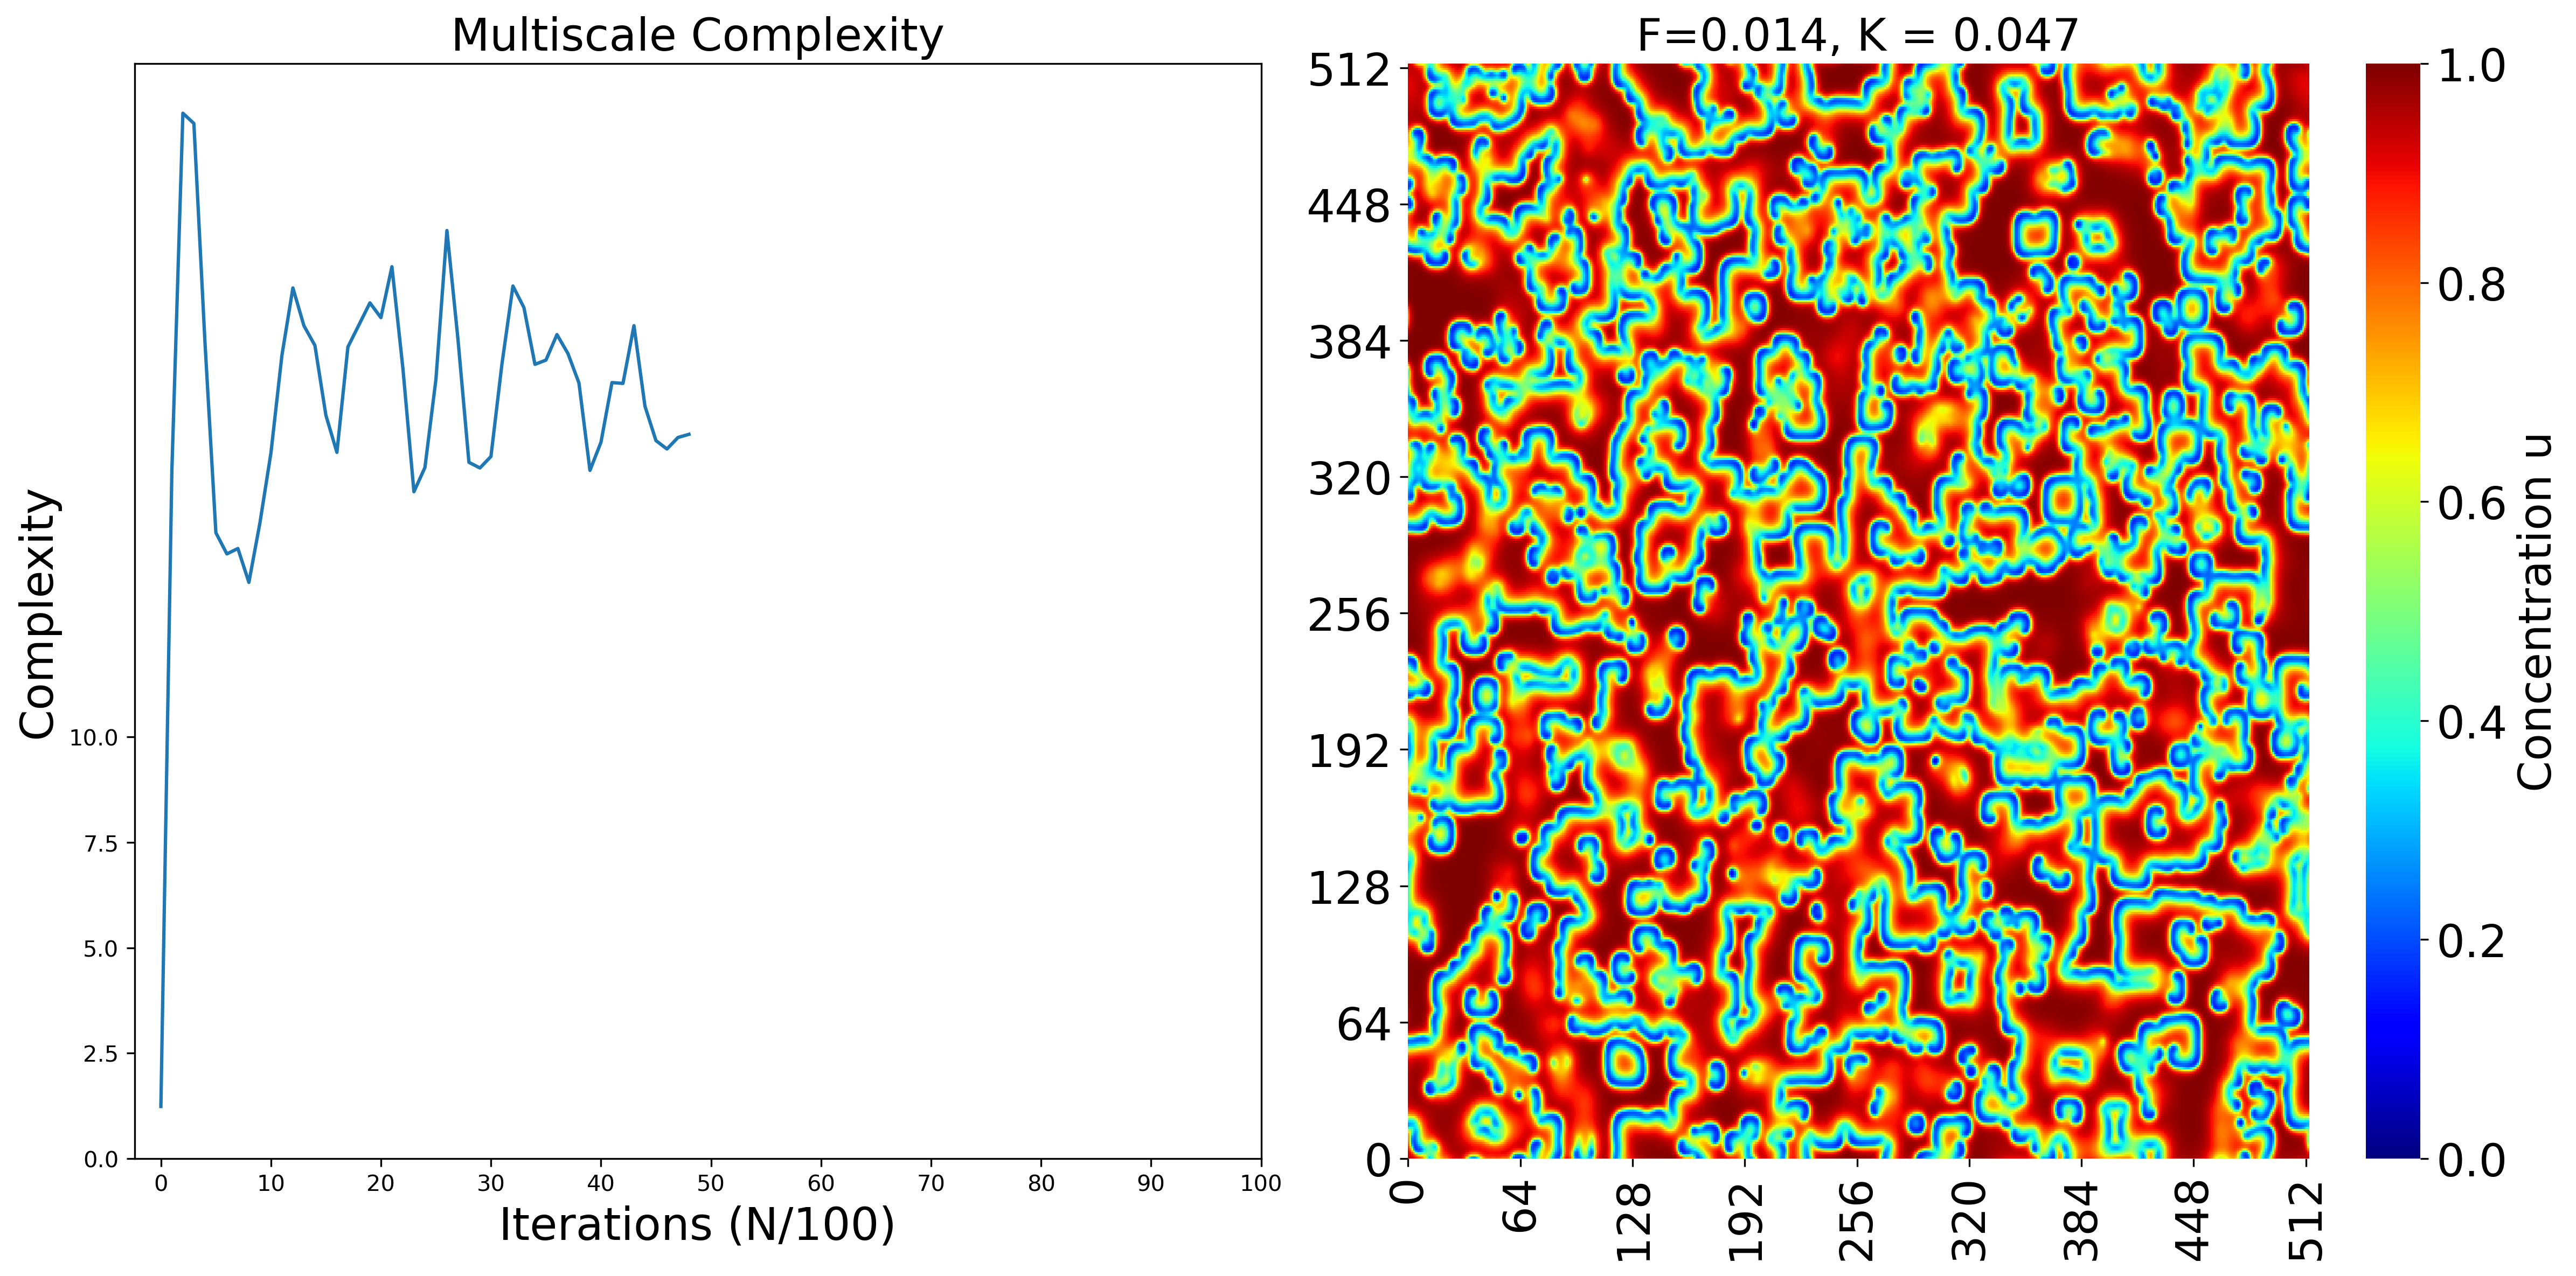 Multiscale Complexity
Complexity
10.0
7.5
5.0
2.5
0.0
0 10 20 30 40 50 60 70 80 90 100
Iterations (N/100)
F=0.014, K = 0.047
512
448
384
320
256
192
128
64
0
0 64 128 192 256 320 384 448 512
1.0
0.8
0.6
0.4
0.2
0.0
Concentration u